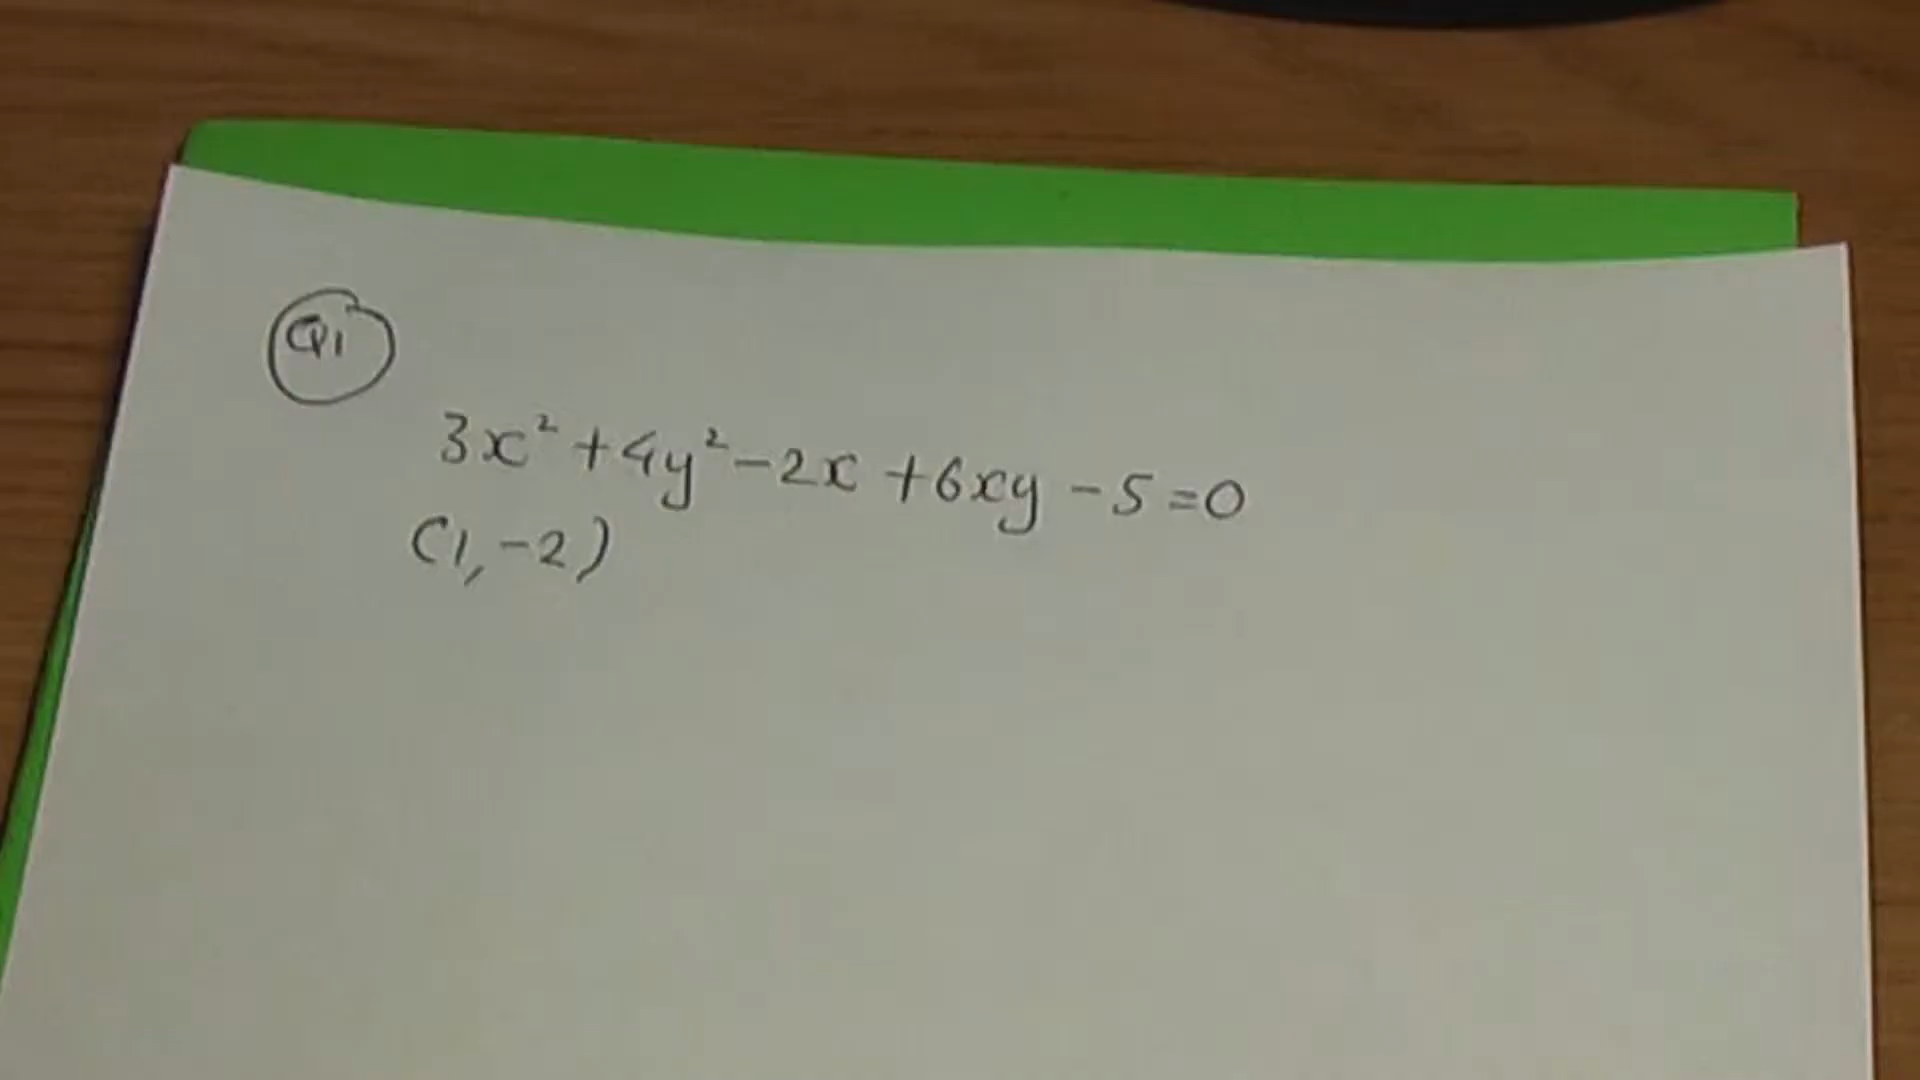 Q1
3x² + 4y² - 2x + 6xy - 5 = 0
(1, -2)